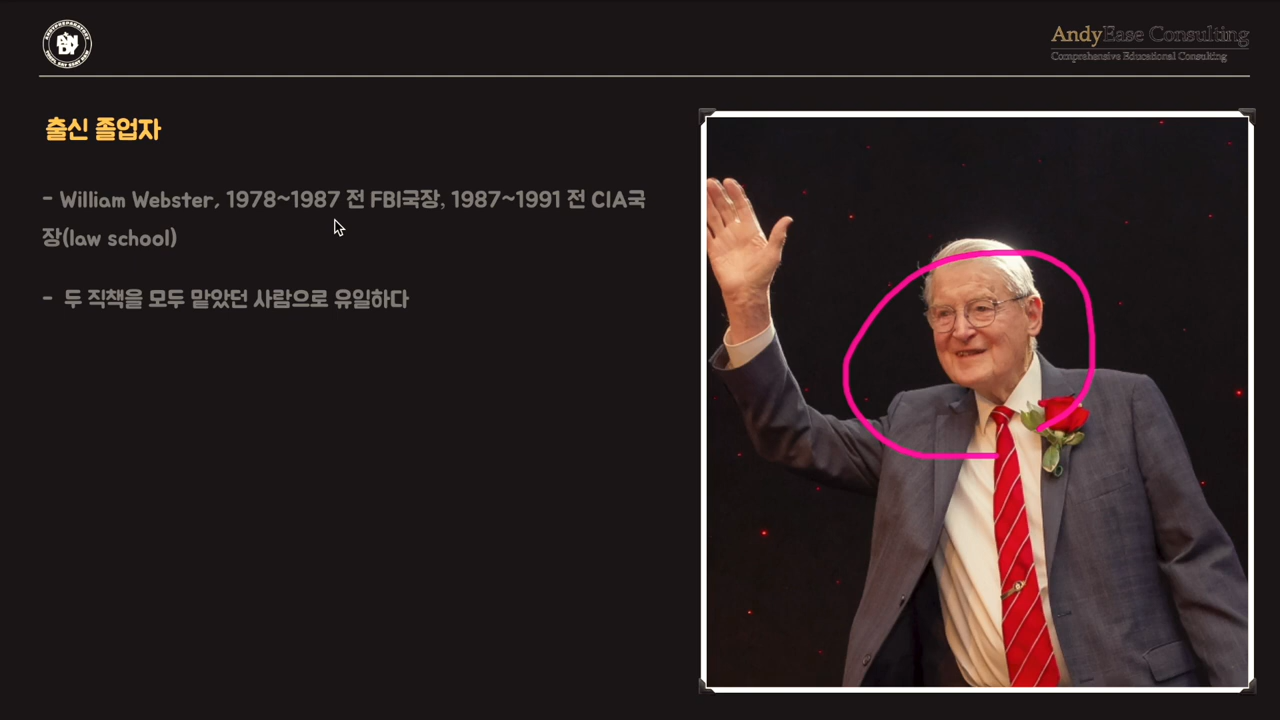 AndyEase Consulting
Comprehensive Educational Consulting
출신 졸업자
- William Webster, 1978~1987 전 FBI국장, 1987~1991 전 CIA국
장(law school)
- 두 직책을 모두 맡았던 사람으로 유일하다